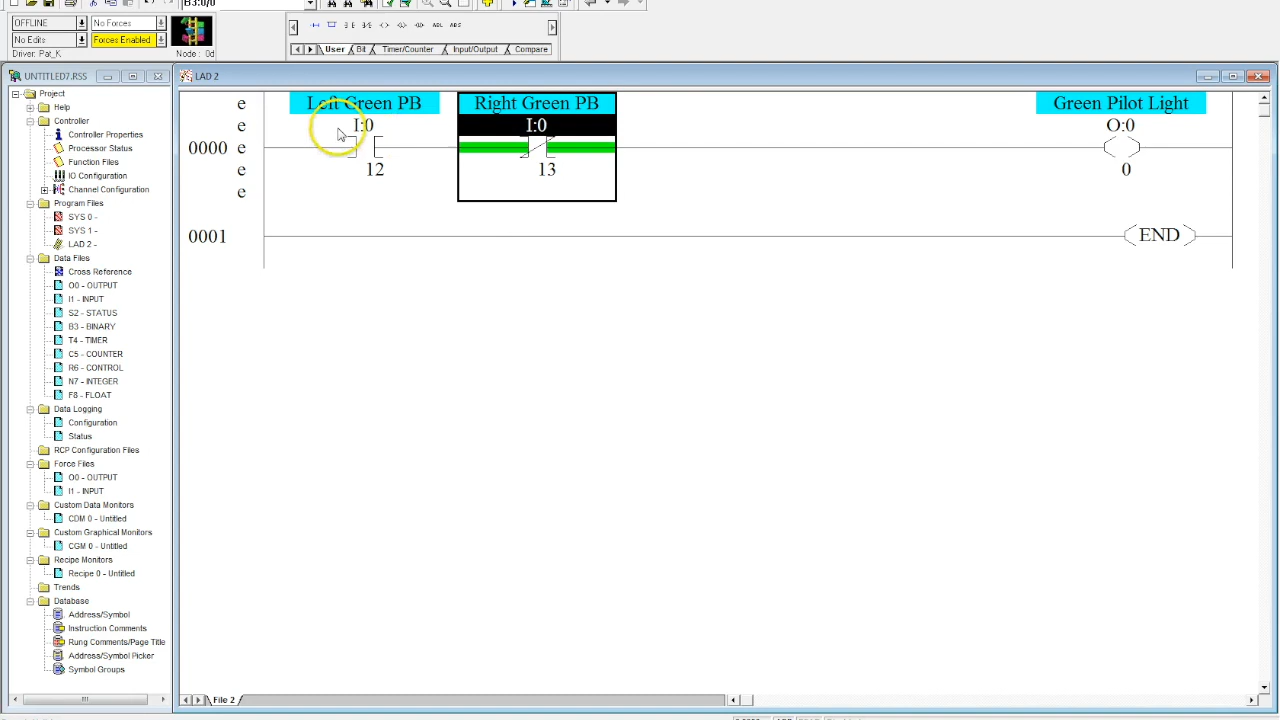 B3:0/0
OFFLINE
No Forces
No Edits
Forces Enabled
Driver: Pat_K
Node : 0d
User
Bit
Timer/Counter
Input/Output
Compare
UNTITLED7.RSS
LAD 2
Project
Help
Controller
Controller Properties
Processor Status
Function Files
IO Configuration
Channel Configuration
Program Files
SYS 0 -
SYS 1 -
LAD 2 -
Data Files
Cross Reference
O0 - OUTPUT
I1 - INPUT
S2 - STATUS
B3 - BINARY
T4 - TIMER
C5 - COUNTER
R6 - CONTROL
N7 - INTEGER
F8 - FLOAT
Data Logging
Configuration
Status
RCP Configuration Files
Force Files
O0 - OUTPUT
I1 - INPUT
Custom Data Monitors
CDM 0 - Untitled
Custom Graphical Monitors
CGM 0 - Untitled
Recipe Monitors
Recipe 0 - Untitled
Trends
Database
Address/Symbol
Instruction Comments
Rung Comments/Page Title
Address/Symbol Picker
Symbol Groups
e
e
0000 e
e
e
Left Green PB
I:0
12
Right Green PB
I:0
13
Green Pilot Light
O:0
0
0001
END
File 2